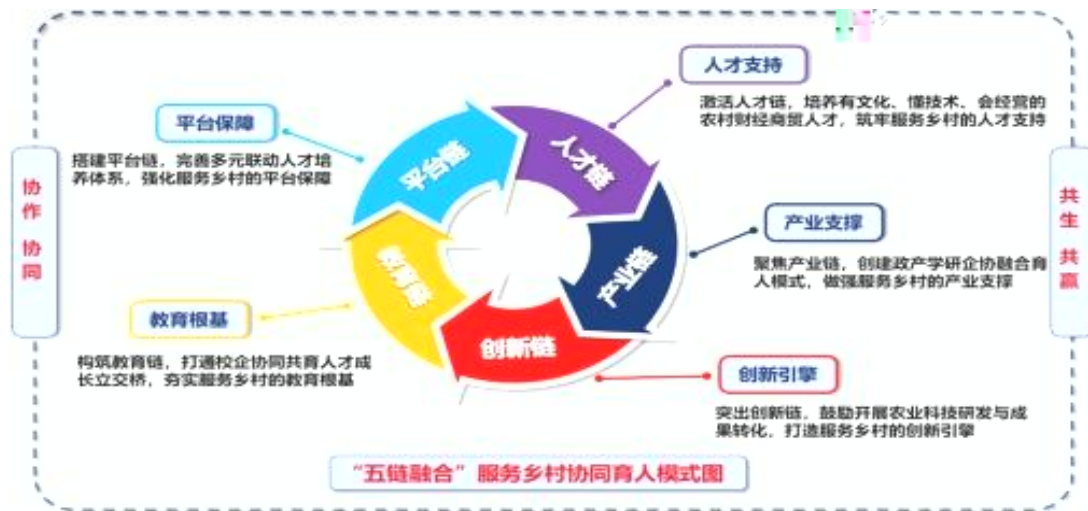 人才支持
激活人才链，培养有文化、懂技术、会经营的
农村财经商贸人才，筑牢服务乡村的人才支持
平台保障
搭建平台链，完善多元联动人才培
养体系，强化服务乡村的平台保障
平台链
人才链
产业链
创新链
教育链
协作 协同
共生 共赢
产业支撑
聚焦产业链，创建政产学研企协融合育
人模式，做强服务乡村的产业支撑
教育根基
构筑教育链，打通校企协同共育人才成
长立交桥，夯实服务乡村的教育根基
创新引擎
突出创新链，鼓励开展农业科技研发与成
果转化，打造服务乡村的创新引擎
“五链融合”服务乡村协同育人模式图